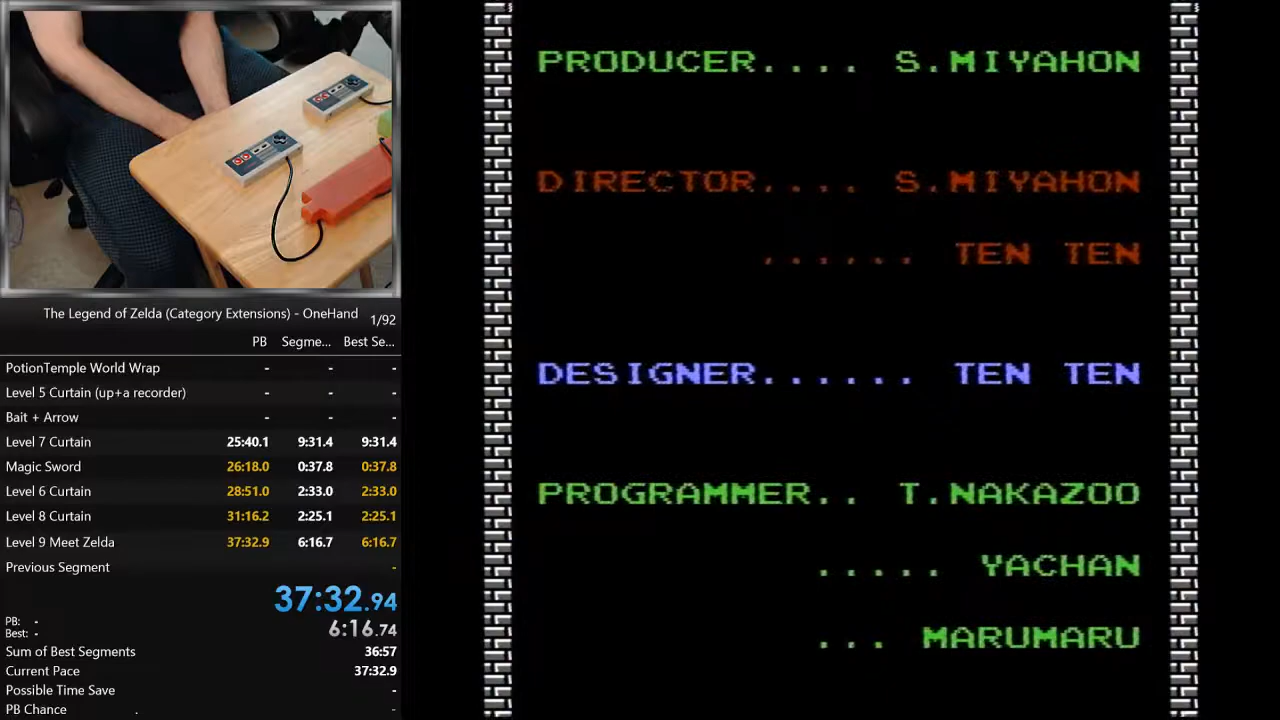 The Legend of Zelda (Category Extensions) - OneHand 1/92
PB Segme... Best Se...
PotionTemple World Wrap - - -
Level 5 Curtain (up+a recorder) - - -
Bait + Arrow - - -
Level 7 Curtain 25:40.1 9:31.4 9:31.4
Magic Sword 26:18.0 0:37.8 0:37.8
Level 6 Curtain 28:51.0 2:33.0 2:33.0
Level 8 Curtain 31:16.2 2:25.1 2:25.1
Level 9 Meet Zelda 37:32.9 6:16.7 6:16.7
Previous Segment -
37:32.94
PB: -
Best: -
6:16.74
Sum of Best Segments 36:57
Current Pace 37:32.9
Possible Time Save -
PB Chance -
PRODUCER.... S.MIYAHON
DIRECTOR.... S.MIYAHON
...... TEN TEN
DESIGNER...... TEN TEN
PROGRAMMER.. T.NAKAZOO
..... YACHAN
... MARUMARU